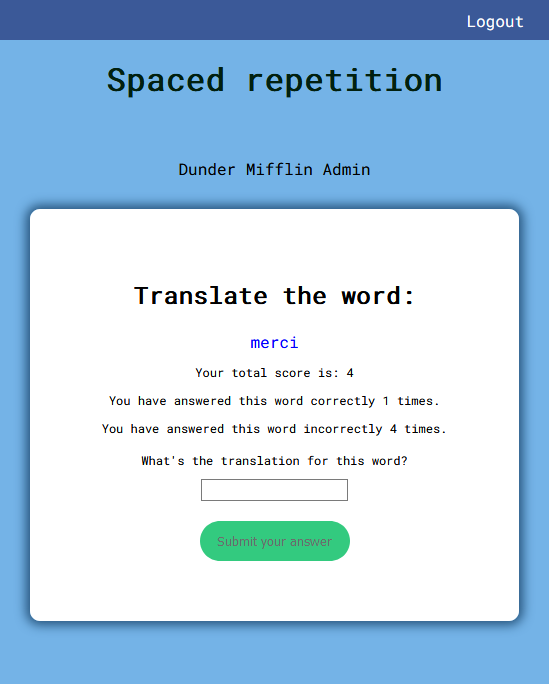 Logout
Spaced repetition
Dunder Mifflin Admin
Translate the word:
merci
Your total score is: 4
You have answered this word correctly 1 times.
You have answered this word incorrectly 4 times.
What's the translation for this word?
Submit your answer